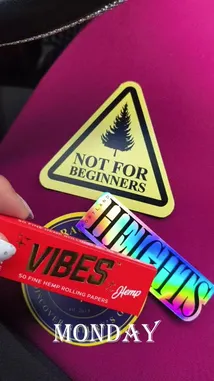 NOT FOR
BEGINNERS
HEIGHTS
VIBES
50 FINE HEMP ROLLING PAPERS
Hemp
MONDAY